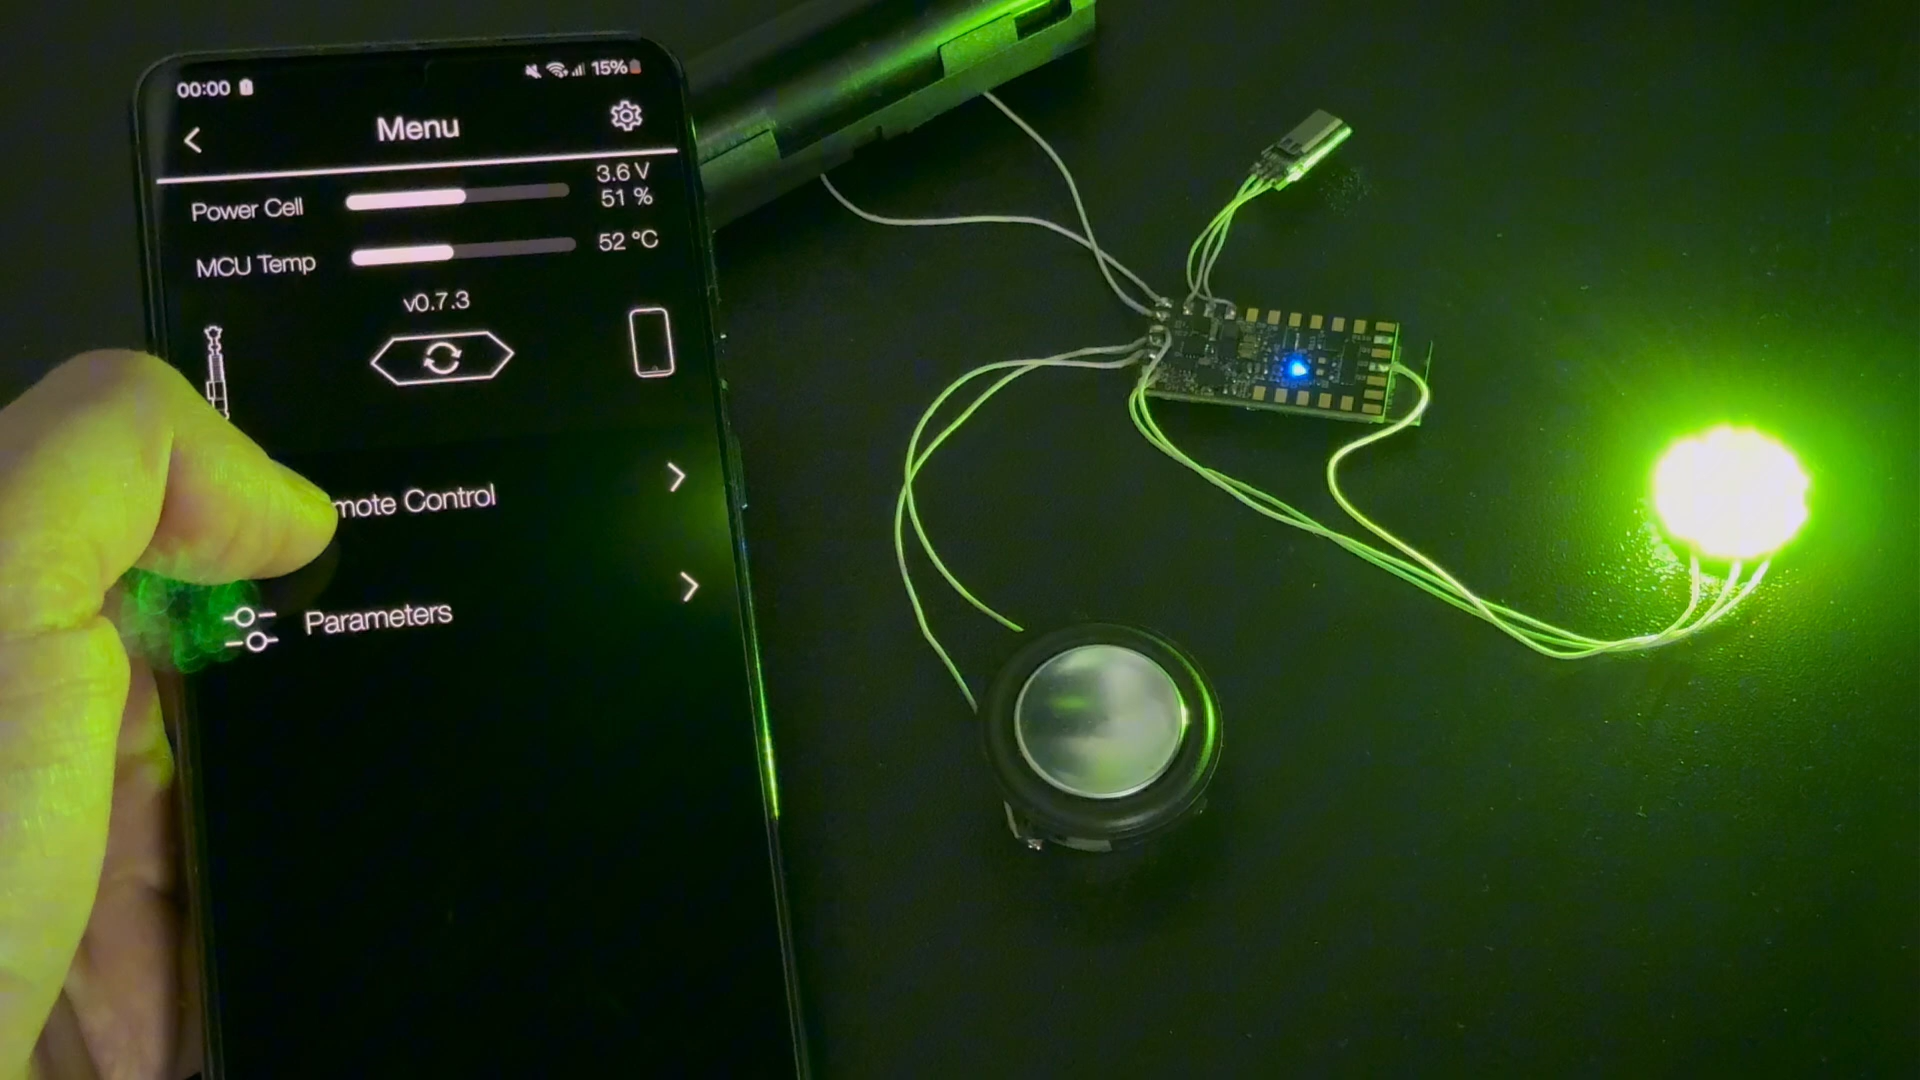 00:00 15%
Menu
3.6 V
Power Cell 51 %
MCU Temp 52 °C
v0.7.3
mote Control
Parameters